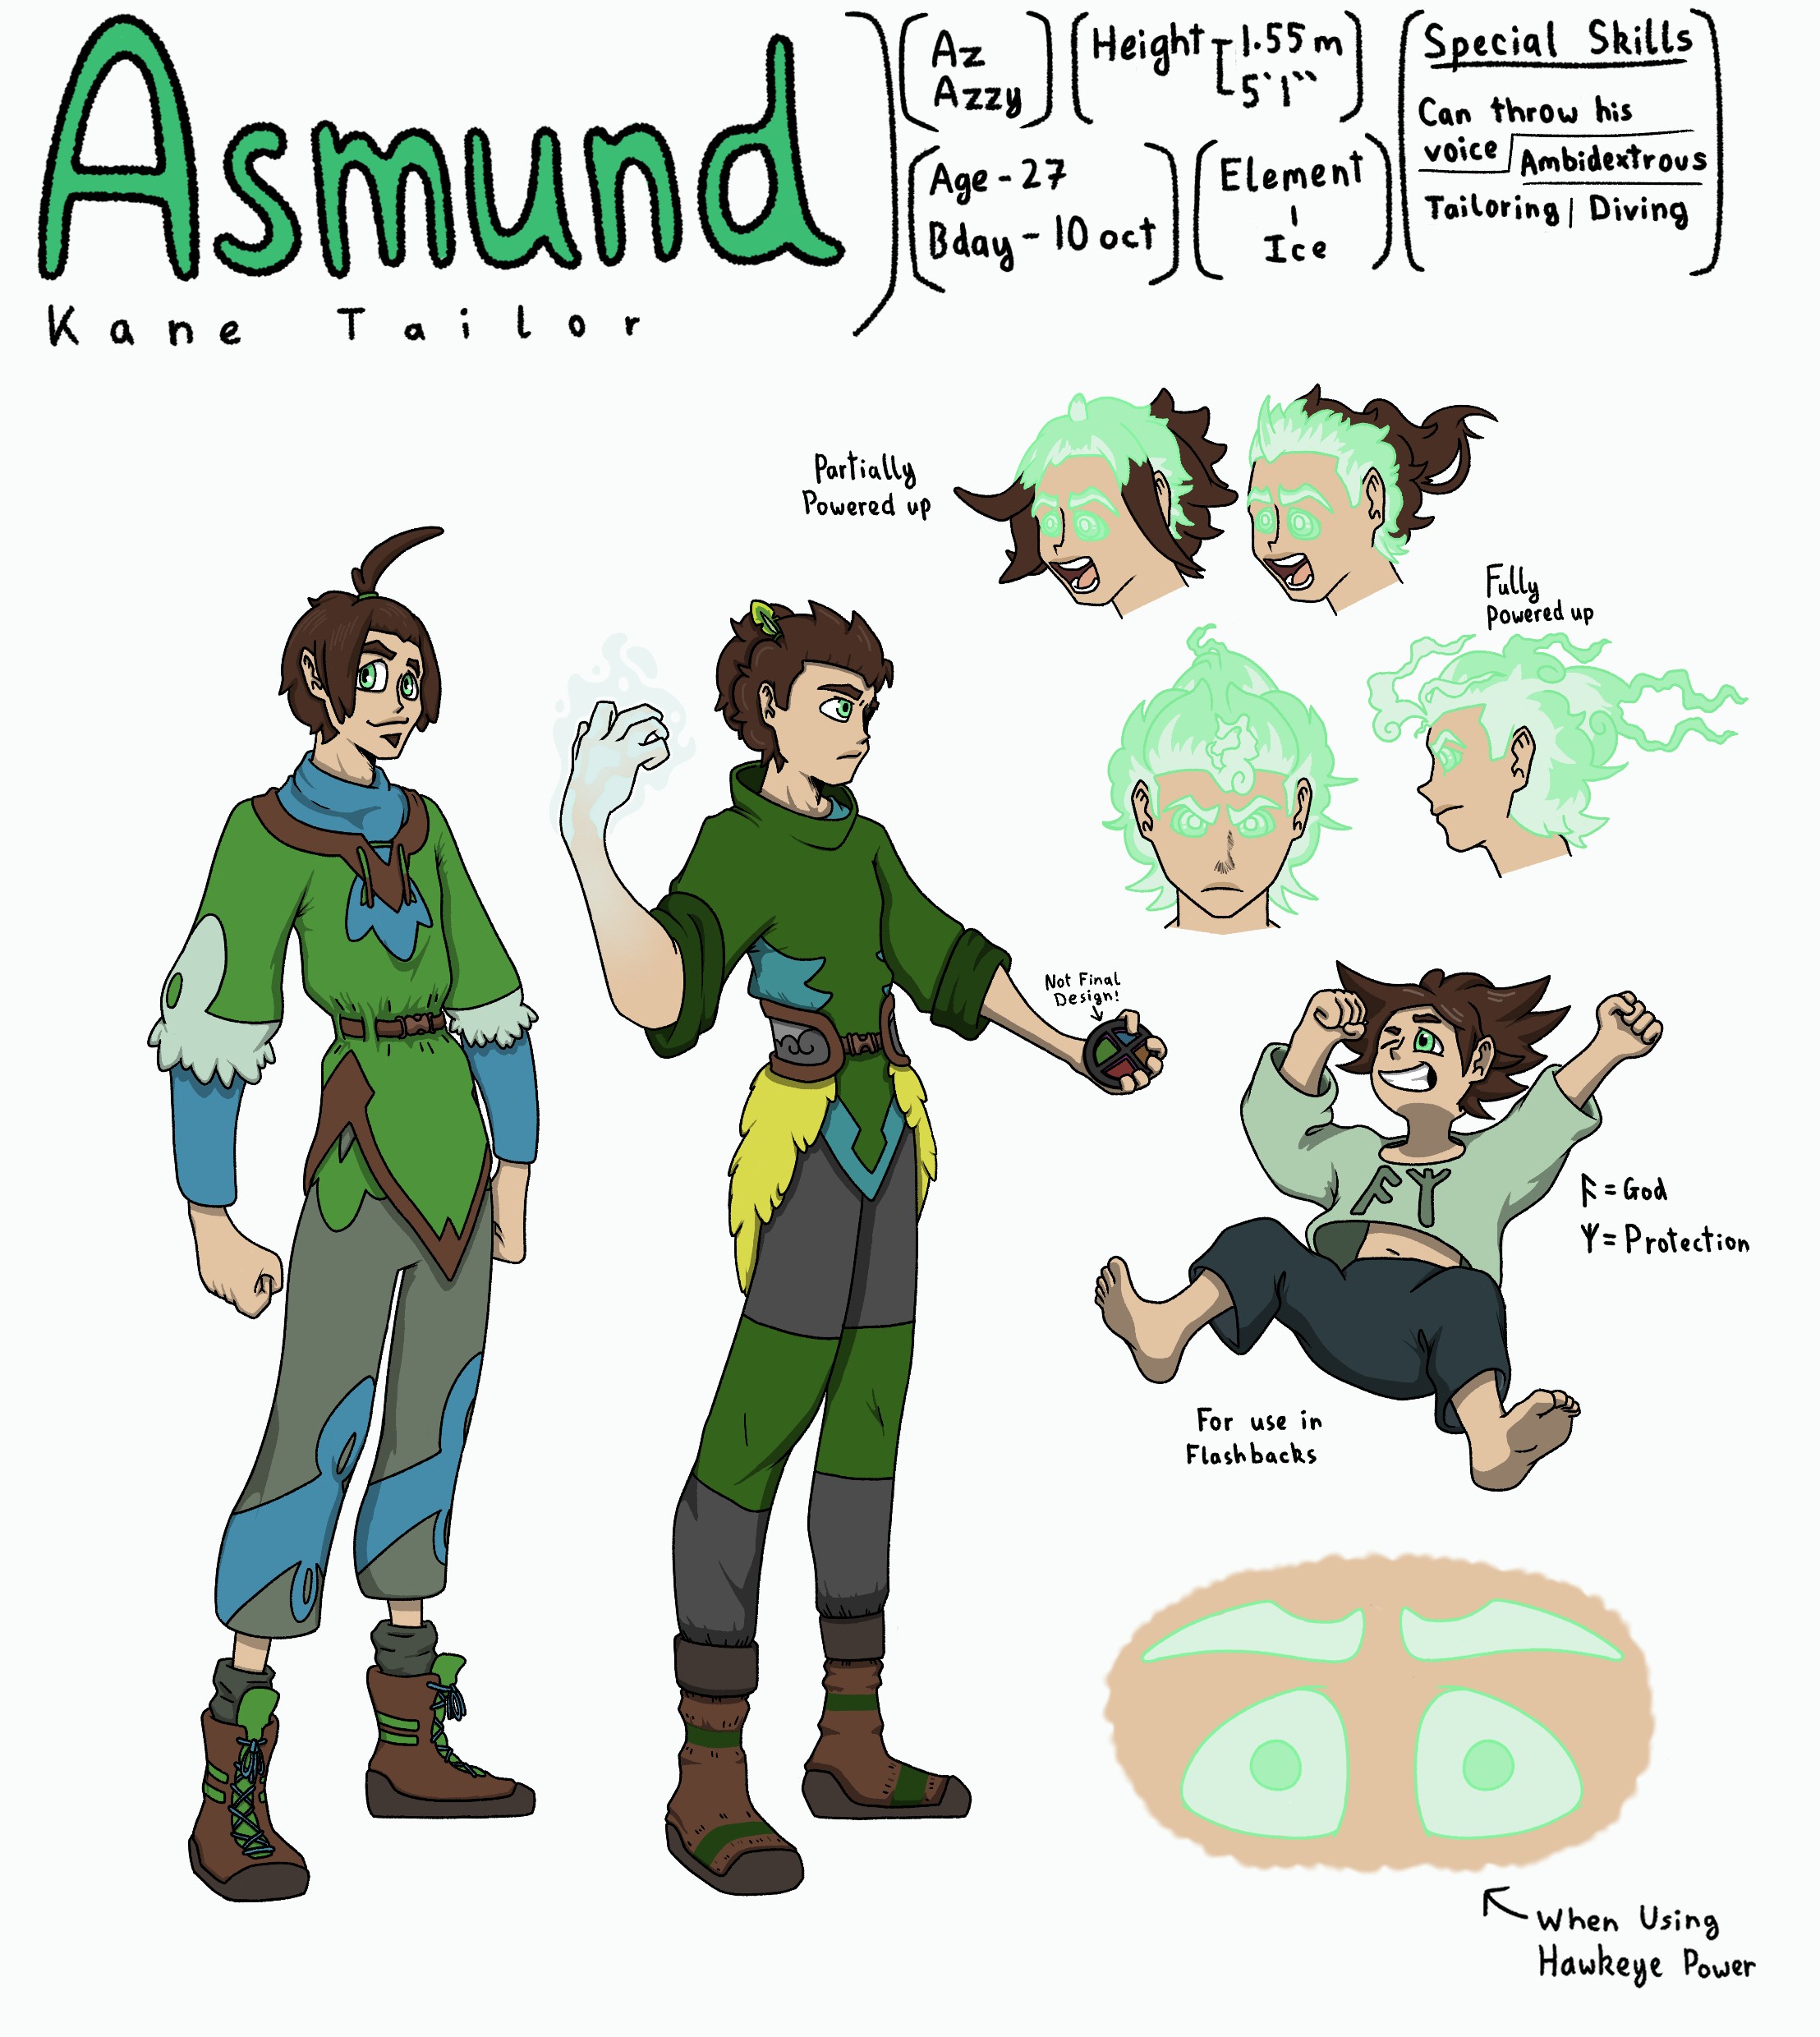 Asmund
Kane Tailor
Az
Azzy
Height - 1.55 m
5'1''
Age - 27
Bday - 10 oct
Element
-
Ice
Special Skills
Can throw his
voice / Ambidextrous
Tailoring | Diving
Partially
Powered up
Fully
Powered up
Not Final
Design!
ᚨ ᛉ
ᚨ = God
ᛉ = Protection
For use in
Flashbacks
When Using
Hawkeye Power